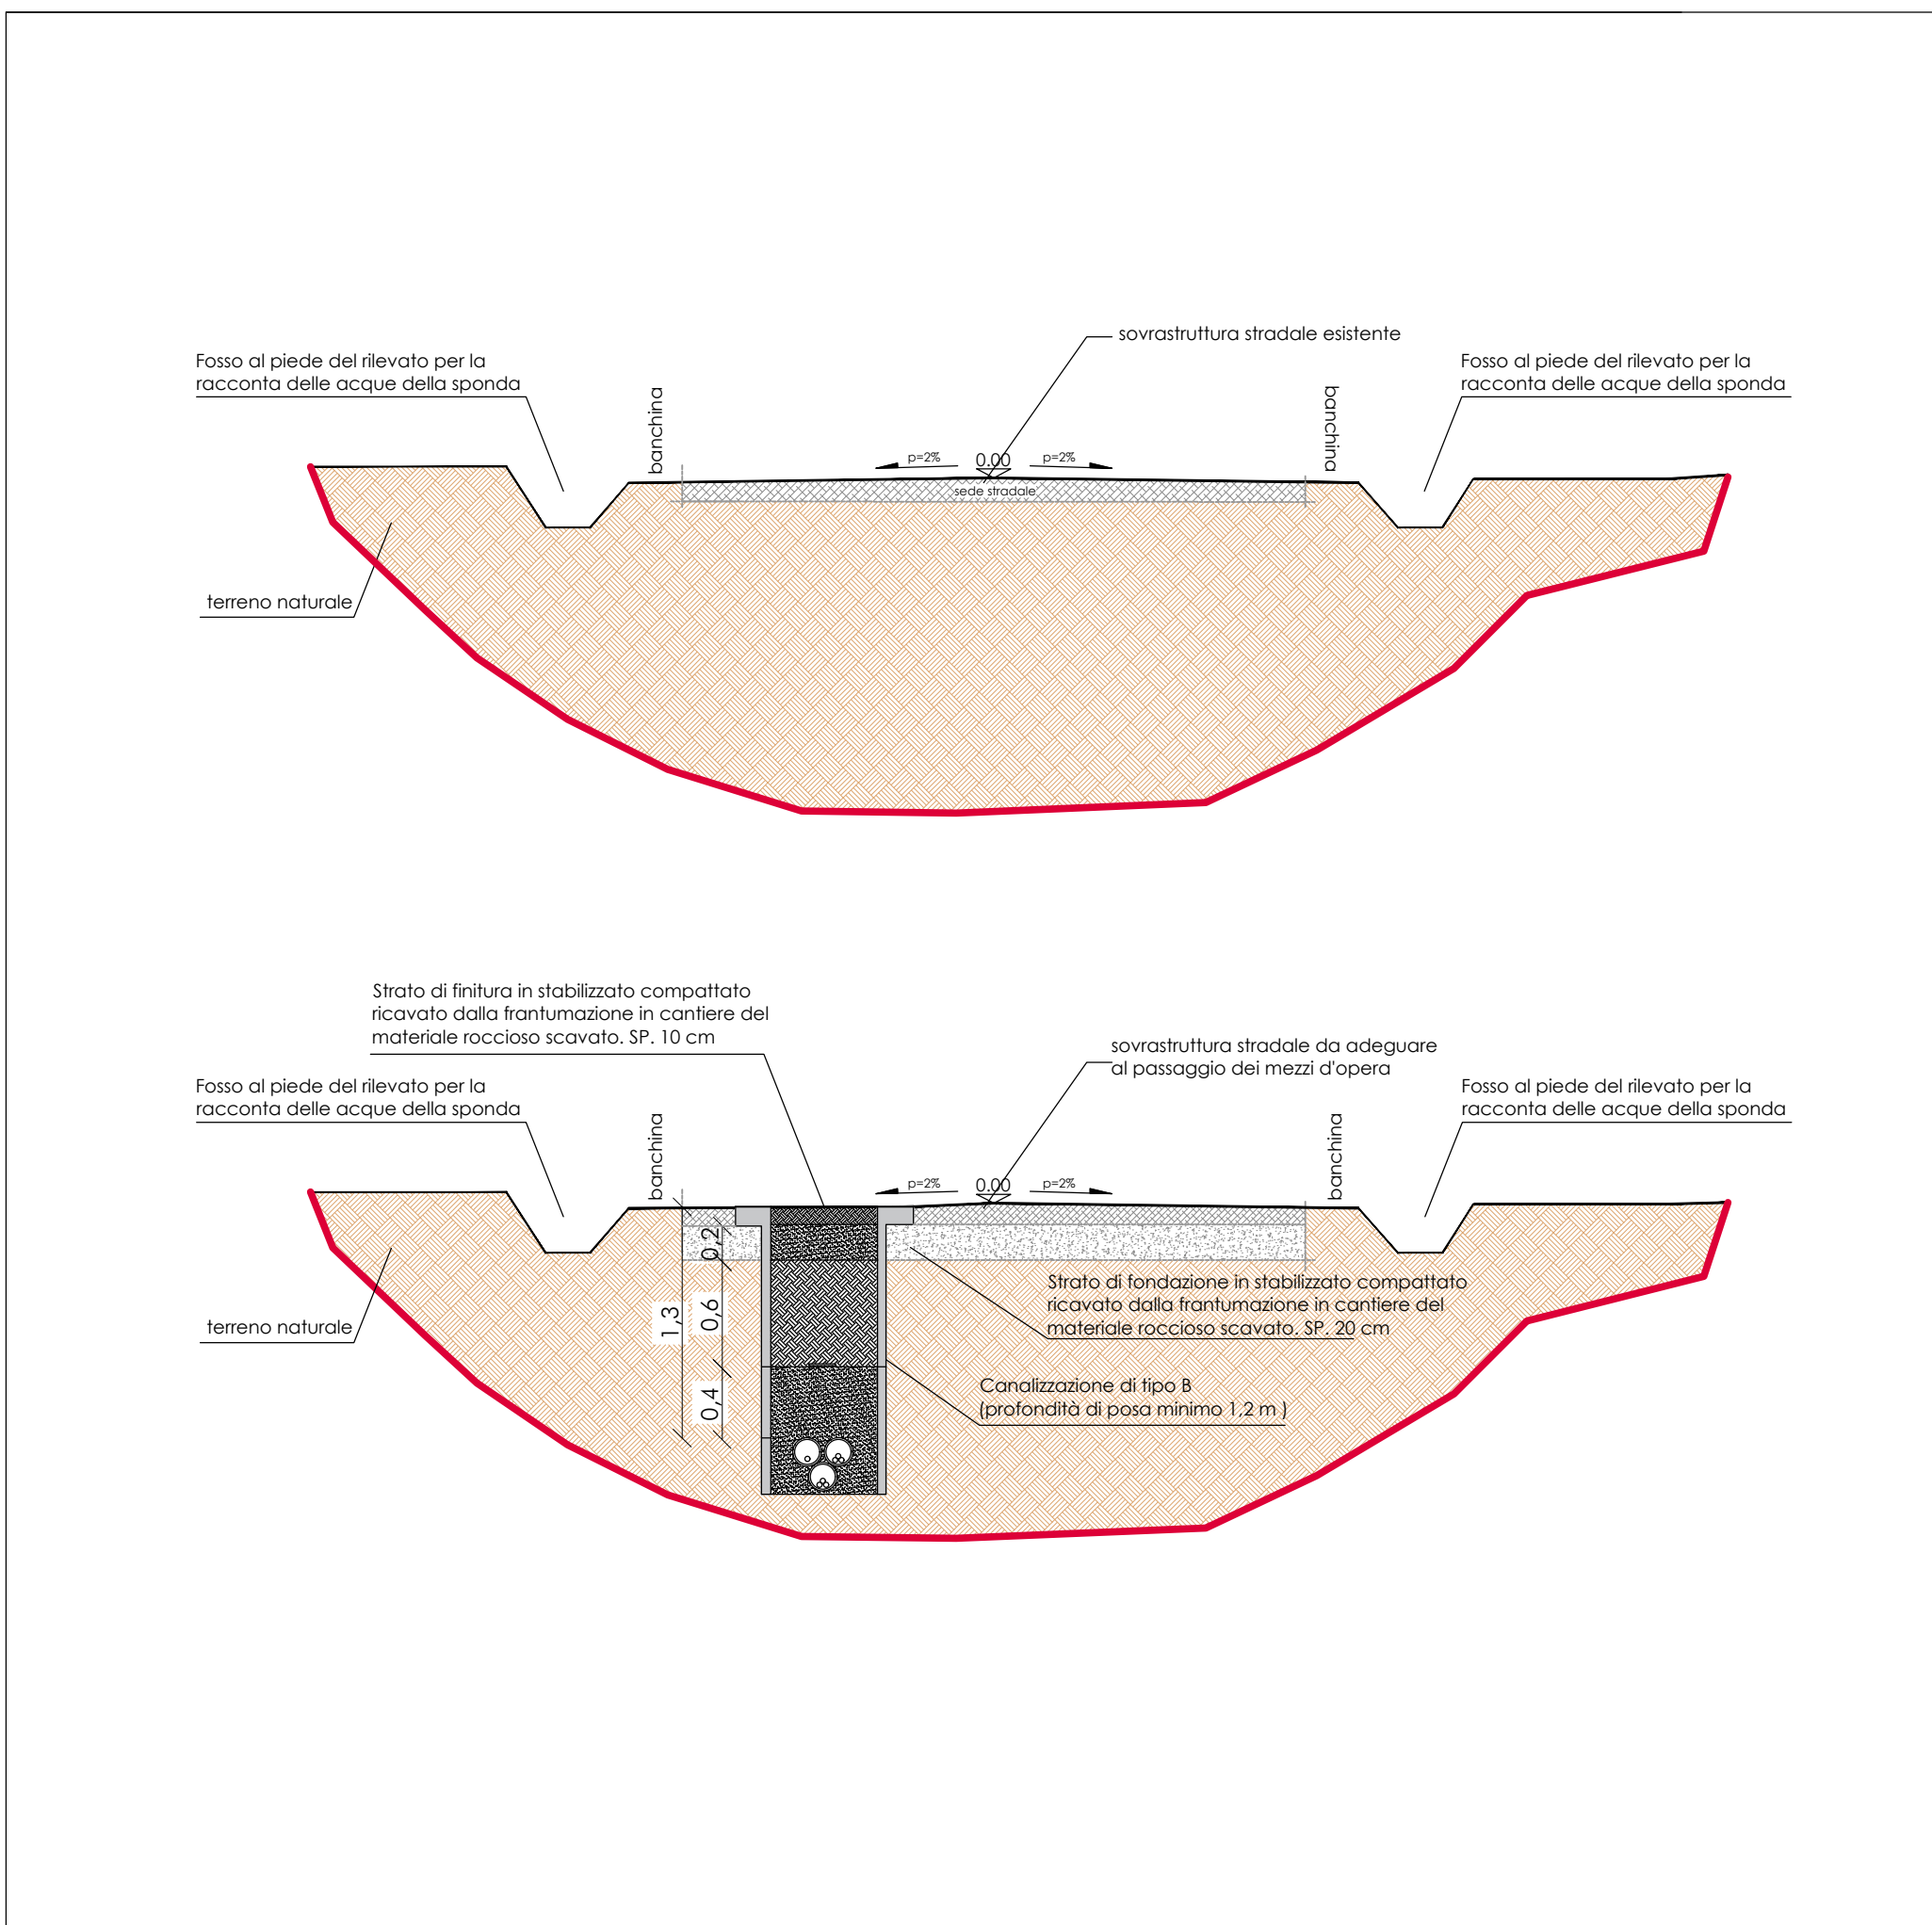 sovrastruttura stradale esistente
Fosso al piede del rilevato per la
racconta delle acque della sponda
Fosso al piede del rilevato per la
racconta delle acque della sponda
banchina
banchina
p=2%
0.00
p=2%
sede stradale
terreno naturale
Strato di finitura in stabilizzato compattato
ricavato dalla frantumazione in cantiere del
materiale roccioso scavato. SP. 10 cm
sovrastruttura stradale da adeguare
al passaggio dei mezzi d'opera
Fosso al piede del rilevato per la
racconta delle acque della sponda
Fosso al piede del rilevato per la
racconta delle acque della sponda
banchina
banchina
p=2%
0.00
p=2%
0,2
Strato di fondazione in stabilizzato compattato
ricavato dalla frantumazione in cantiere del
materiale roccioso scavato. SP. 20 cm
1,3
0,6
terreno naturale
0,4
Canalizzazione di tipo B
(profondità di posa minimo 1,2 m )